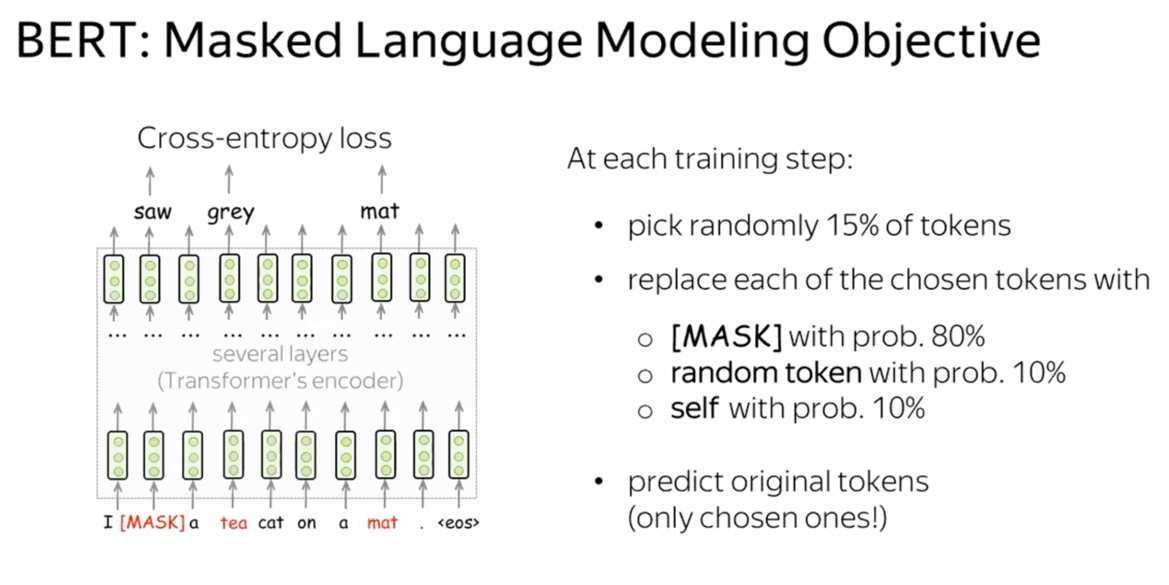 BERT: Masked Language Modeling Objective
Cross-entropy loss
saw grey mat
... ... ... ... ... ... ... ... ... ...
several layers
(Transformer's encoder)
I [MASK] a tea cat on a mat . <eos>
At each training step:
• pick randomly 15% of tokens
• replace each of the chosen tokens with
o [MASK] with prob. 80%
o random token with prob. 10%
o self with prob. 10%
• predict original tokens
(only chosen ones!)